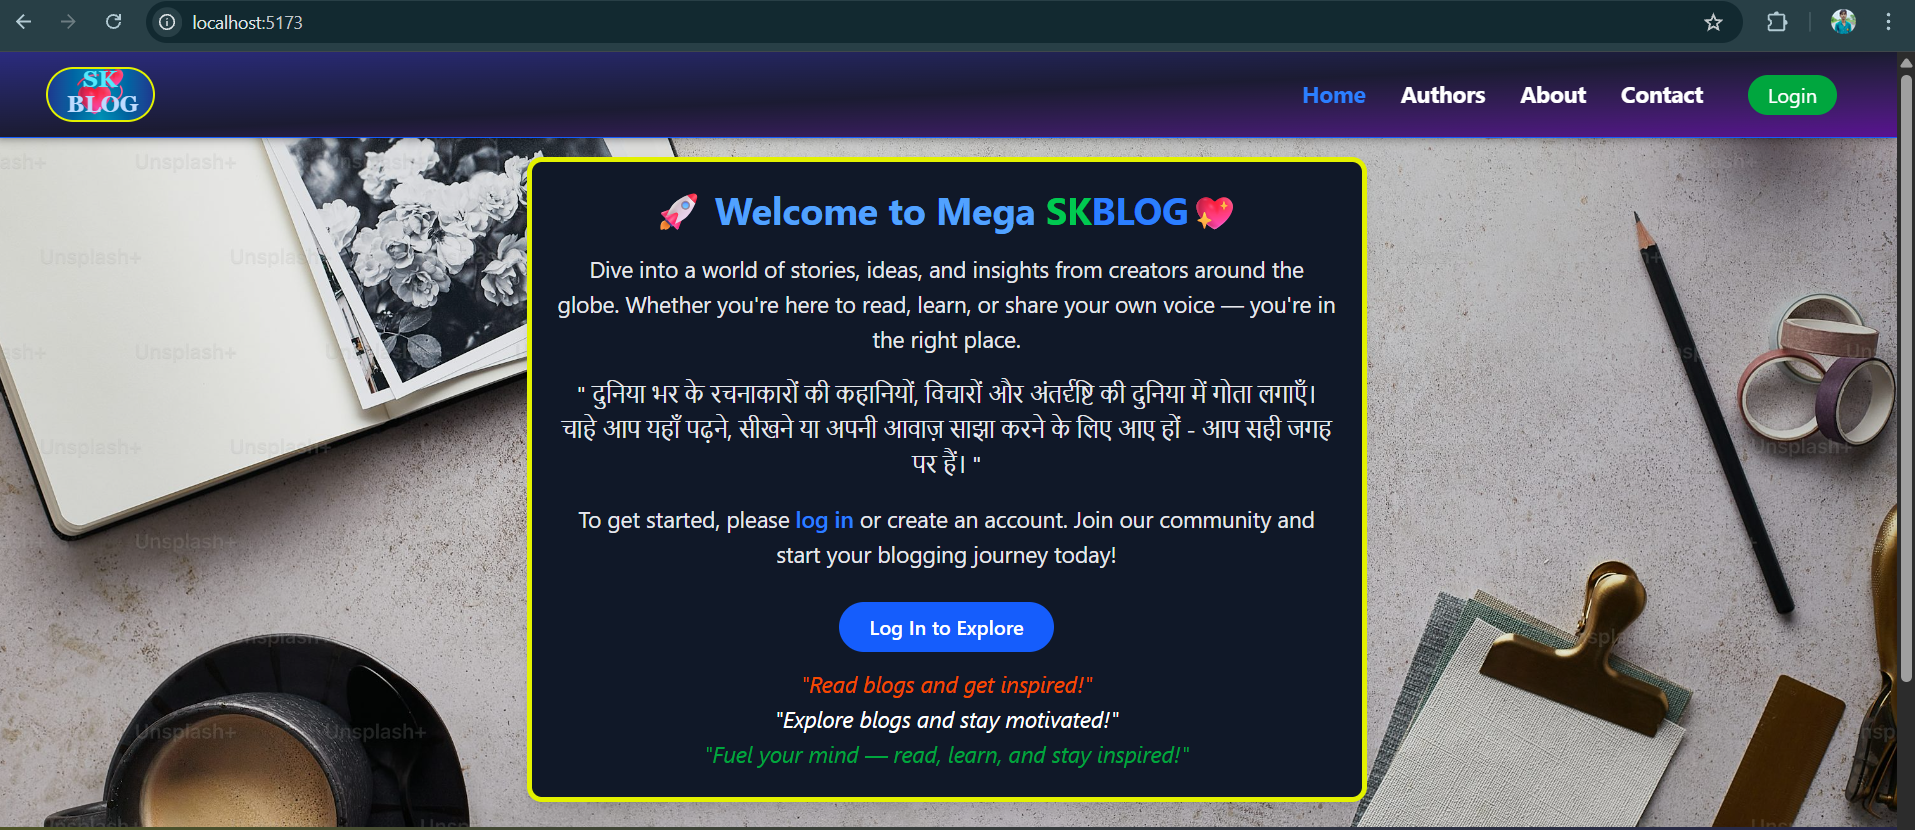 localhost:5173
SK
BLOG
Home Authors About Contact Login
🚀 Welcome to Mega SKBLOG💖
Dive into a world of stories, ideas, and insights from creators around the
globe. Whether you're here to read, learn, or share your own voice — you're in
the right place.
" दुनिया भर के रचनाकारों की कहानियों, विचारों और अंतर्दृष्टि की दुनिया में गोता लगाएँ।
चाहे आप यहाँ पढ़ने, सीखने या अपनी आवाज़ साझा करने के लिए आए हों - आप सही जगह
पर हैं। "
To get started, please log in or create an account. Join our community and
start your blogging journey today!
Log In to Explore
"Read blogs and get inspired!"
"Explore blogs and stay motivated!"
"Fuel your mind — read, learn, and stay inspired!"
Unsplash+
Unsplash+
Unsplash+
Unsplash+
Unsplash+
Unsplash+
Unsplash+
Unsplash+
Unsplash+